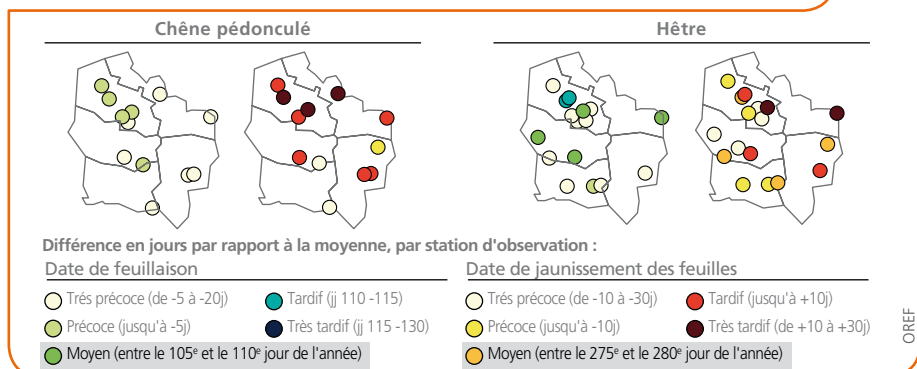 Chêne pédonculé
Hêtre
Différence en jours par rapport à la moyenne, par station d'observation :
Date de feuillaison
Date de jaunissement des feuilles
Trés précoce (de -5 à -20j)
Tardif (jj 110 -115)
Trés précoce (de -10 à -30j)
Tardif (jusqu'à +10j)
Précoce (jusqu'à -5j)
Très tardif (jj 115 -130)
Précoce (jusqu'à -10j)
Très tardif (de +10 à +30j)
Moyen (entre le 105e et le 110e jour de l'année)
Moyen (entre le 275e et le 280e jour de l'année)
OREF